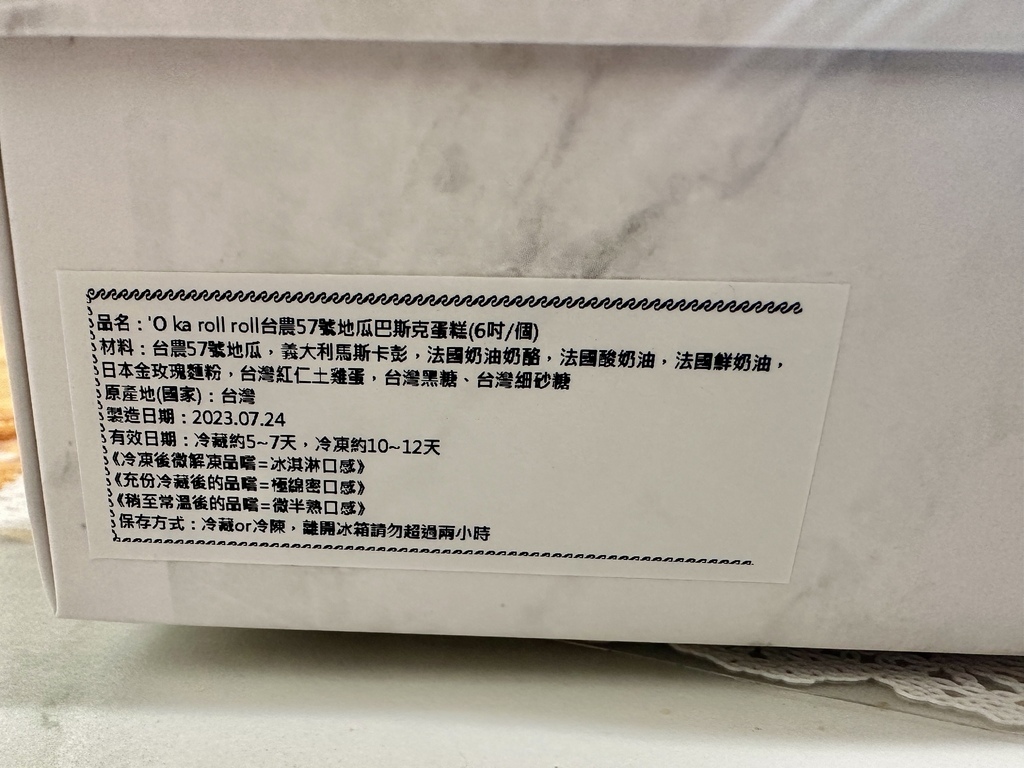 品名：'O ka roll roll台農57號地瓜巴斯克蛋糕(6吋/個)
材料：台農57號地瓜，義大利馬斯卡彭，法國奶油奶酪，法國酸奶油，法國鮮奶油，
日本金玫瑰麵粉，台灣紅仁土雞蛋，台灣黑糖、台灣細砂糖
原產地(國家)：台灣
製造日期：2023.07.24
有效日期：冷藏約5~7天，冷凍約10~12天
《冷凍後微解凍品嚐=冰淇淋口感》
《充份冷藏後的品嚐=極綿密口感》
《稍至常溫後的品嚐=微半熟口感》
保存方式：冷藏or冷陳，離開冰箱請勿超過兩小時